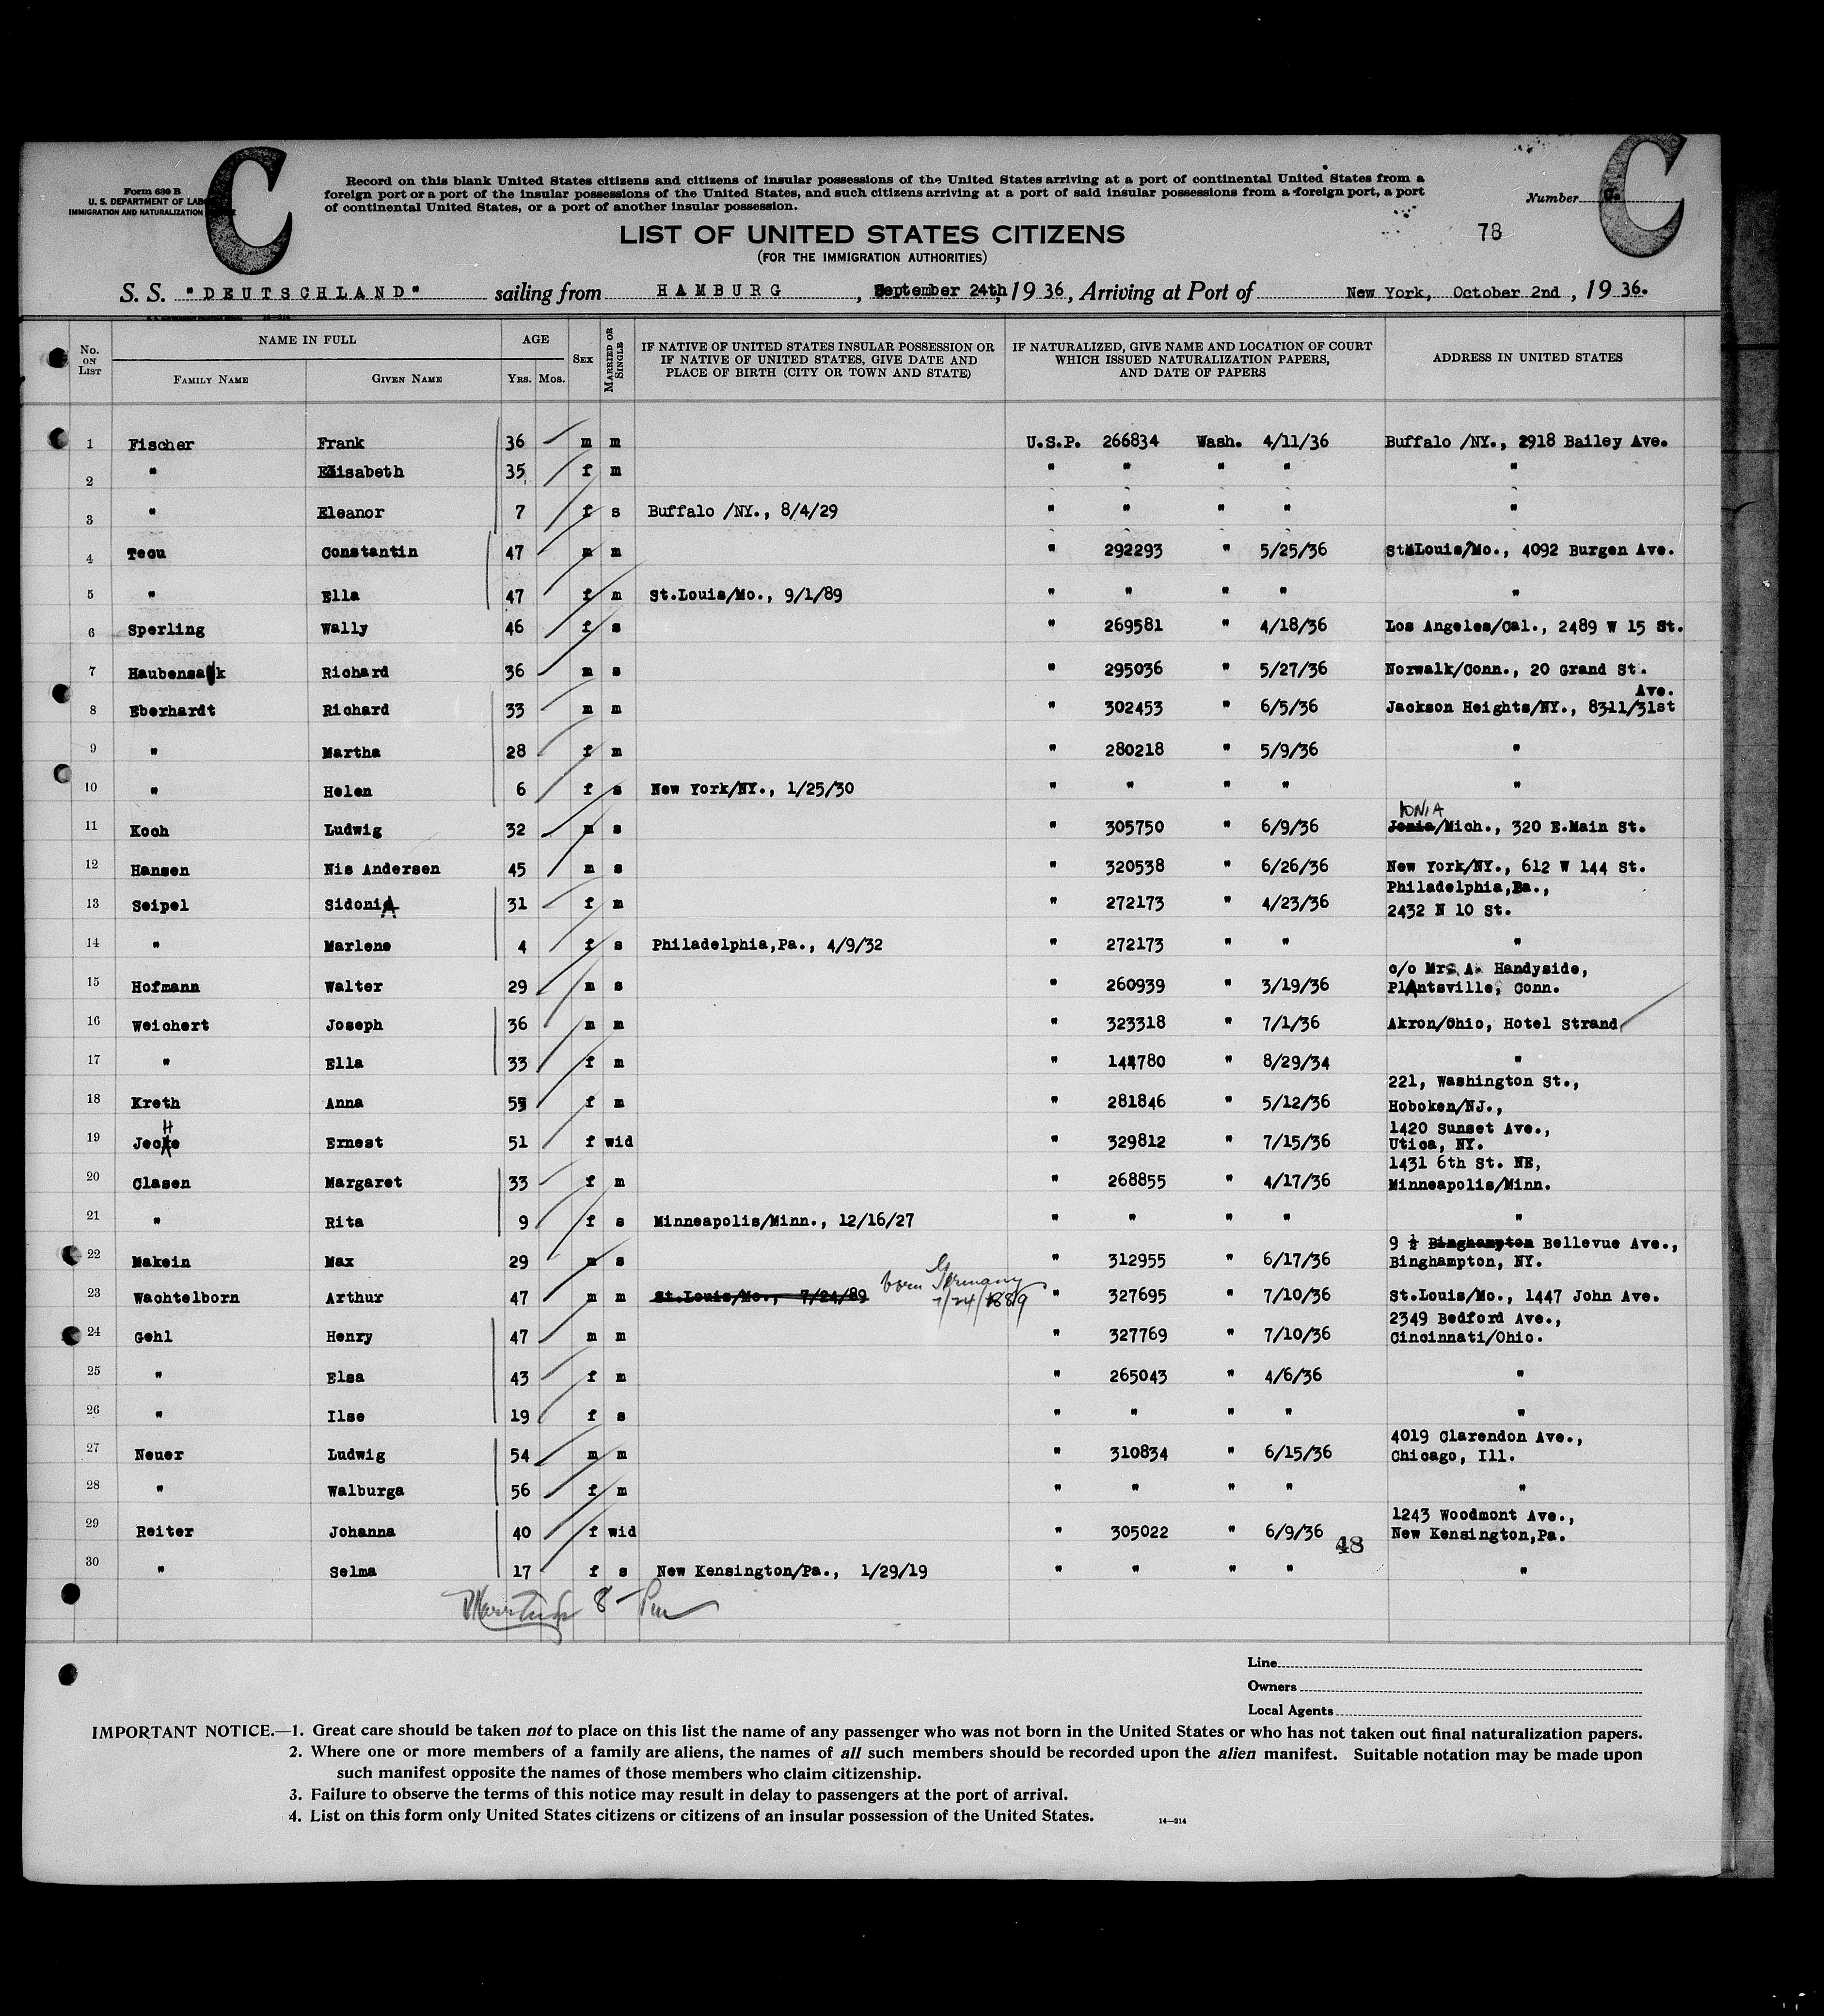 C
C
Form 630 B
U. S. DEPARTMENT OF LABOR
IMMIGRATION AND NATURALIZATION
Record on this blank United States citizens and citizens of insular possessions of the United States arriving at a port of continental United States from a
foreign port or a port of the insular possessions of the United States, and such citizens arriving at a port of said insular possessions from a foreign port, a port
of continental United States, or a port of another insular possession.
Number
78
LIST OF UNITED STATES CITIZENS
(FOR THE IMMIGRATION AUTHORITIES)
S. S. "DEUTSCHLAND" sailing from HAMBURG, September 24th, 1936, Arriving at Port of New York, October 2nd, 1936.
No. ON LIST NAME IN FULL FAMILY NAME GIVEN NAME AGE YRS. MOS. SEX MARRIED OR SINGLE IF NATIVE OF UNITED STATES INSULAR POSSESSION OR IF NATIVE OF UNITED STATES, GIVE DATE AND PLACE OF BIRTH (CITY OR TOWN AND STATE) IF NATURALIZED, GIVE NAME AND LOCATION OF COURT WHICH ISSUED NATURALIZATION PAPERS, AND DATE OF PAPERS ADDRESS IN UNITED STATES
1 Fischer Frank 36 m m U.S.P. 266834 Wash. 4/11/36 Buffalo /NY., 2918 Bailey Ave.
2 " Elisabeth 35 f m " " " " "
3 " Eleanor 7 f s Buffalo /NY., 8/4/29 " " " " "
4 Tecu Constantin 47 m m " 292293 " 5/25/36 St.Louis/Mo., 4092 Burgen Ave.
5 " Ella 47 f m St.Louis/Mo., 9/1/89 " " " " "
6 Sperling Wally 46 f s " 269581 " 4/18/36 Los Angeles/Cal., 2489 W 15 St.
7 Haubensak Richard 36 m s " 295036 " 5/27/36 Norwalk/Conn., 20 Grand St.
8 Eberhardt Richard 33 m m " 302453 " 6/5/36 Jackson Heights/NY., 8311/31st Ave.
9 " Martha 28 f m " 280218 " 5/9/36 "
10 " Helen 6 f s New York/NY., 1/25/30 " " " " "
11 Koch Ludwig 32 m s " 305750 " 6/9/36 Jonia IONIA/Mich., 320 E.Main St.
12 Hansen Nis Andersen 45 m s " 320538 " 6/26/36 New York/NY., 612 W 144 St.
13 Seipel SidoniA 31 f m " 272173 " 4/23/36 Philadelphia,Pa.,
2432 N 10 St.
14 " Marlene 4 f s Philadelphia,Pa., 4/9/32 " 272173 " " "
15 Hofmann Walter 29 m s " 260939 " 3/19/36 c/o Mrs A. Handyside,
PlAntsville, Conn.
16 Weichert Joseph 36 m m " 323318 " 7/1/36 Akron/Ohio, Hotel Strand
17 " Ella 33 f m " 144780 " 8/29/34 "
18 Kreth Anna 55 f m " 281846 " 5/12/36 221, Washington St.,
Hoboken/NJ.,
19 JecHe Ernest 51 f wid " 329812 " 7/15/36 1420 Sunset Ave.,
Utica, NY.
20 Clasen Margaret 33 f m " 268855 " 4/17/36 1431 6th St. NE,
Minneapolis/Minn.
21 " Rita 9 f s Minneapolis/Minn., 12/16/27 " " " " "
22 Makein Max 29 m s " 312955 " 6/17/36 9 ½ Binghampton Bellevue Ave.,
Binghampton, NY.
23 Wachtelborn Arthur 47 m m St.Louis/Mo., 7/24/89 born Germany 7/24/1889 " 327695 " 7/10/36 St.Louis/Mo., 1447 John Ave.
24 Gehl Henry 47 m m " 327769 " 7/10/36 2349 Bedford Ave.,
Cincinnati/Ohio.
25 " Elsa 43 f m " 265043 " 4/6/36 "
26 " Ilse 19 f s " " " " "
27 Neuer Ludwig 54 m m " 310834 " 6/15/36 4019 Clarendon Ave.,
Chicago, Ill.
28 " Walburga 56 f m " " " " "
29 Reiter Johanna 40 f wid " 305022 " 6/9/36 1243 Woodmont Ave.,
New Kensington,Pa.
48
30 " Selma 17 f s New Kensington/Pa., 1/29/19 " " " " "
8
Line
Owners
Local Agents
IMPORTANT NOTICE.—1. Great care should be taken not to place on this list the name of any passenger who was not born in the United States or who has not taken out final naturalization papers.
2. Where one or more members of a family are aliens, the names of all such members should be recorded upon the alien manifest. Suitable notation may be made upon
such manifest opposite the names of those members who claim citizenship.
3. Failure to observe the terms of this notice may result in delay to passengers at the port of arrival.
4. List on this form only United States citizens or citizens of an insular possession of the United States.
14—214